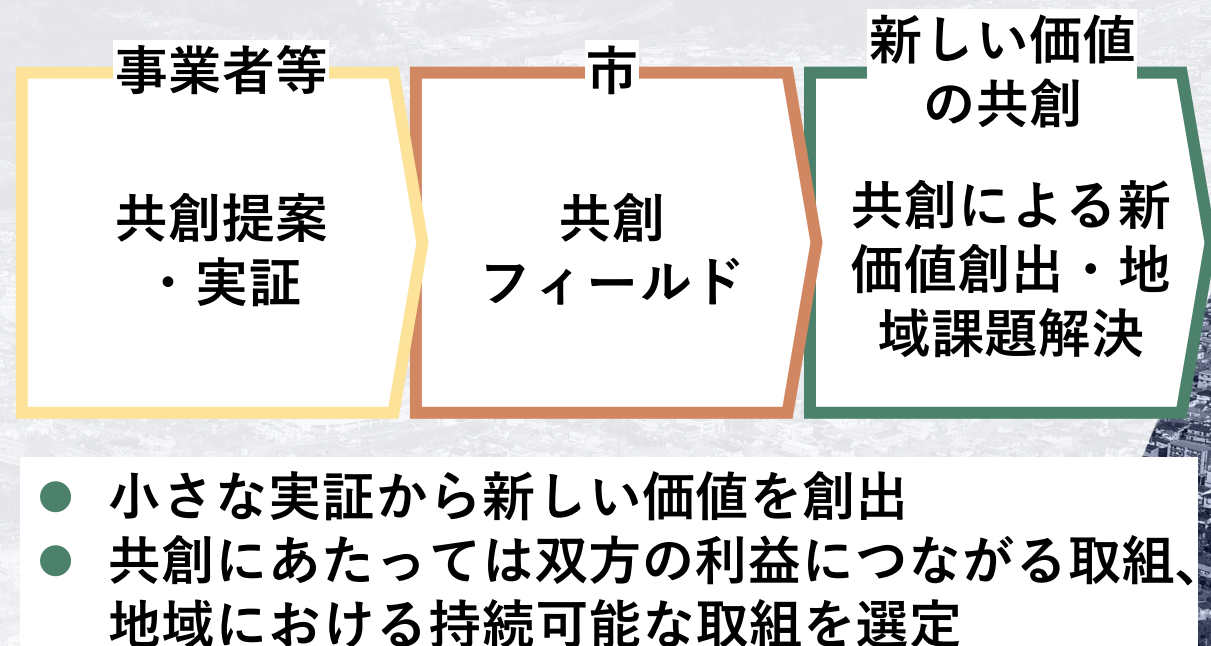 事業者等
共創提案
・実証
市
共創
フィールド
新しい価値
の共創
共創による新
価値創出・地
域課題解決
● 小さな実証から新しい価値を創出
● 共創にあたっては双方の利益につながる取組、
地域における持続可能な取組を選定